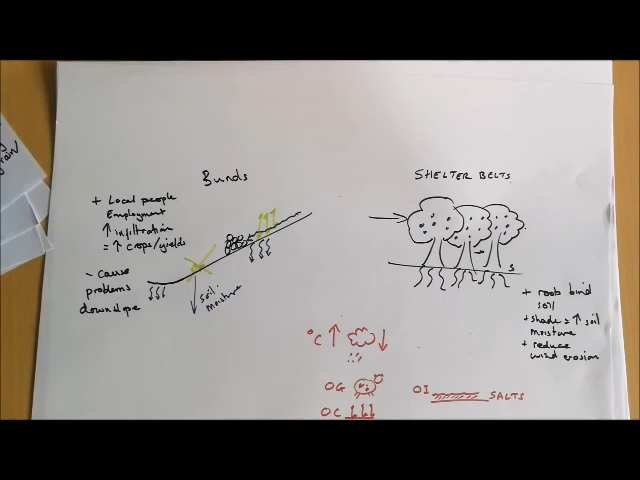 Bunds
+ Local people
Employment
↑ infiltration
= ↑ crops/yields
- cause
problems
downslope
soil
moisture
SHELTER BELTS
S
+ roots bind
soil
+ shade = ↑ soil
moisture
+ reduce
wind erosion
°C ↑ ↓
OG
OC
OI
SALTS